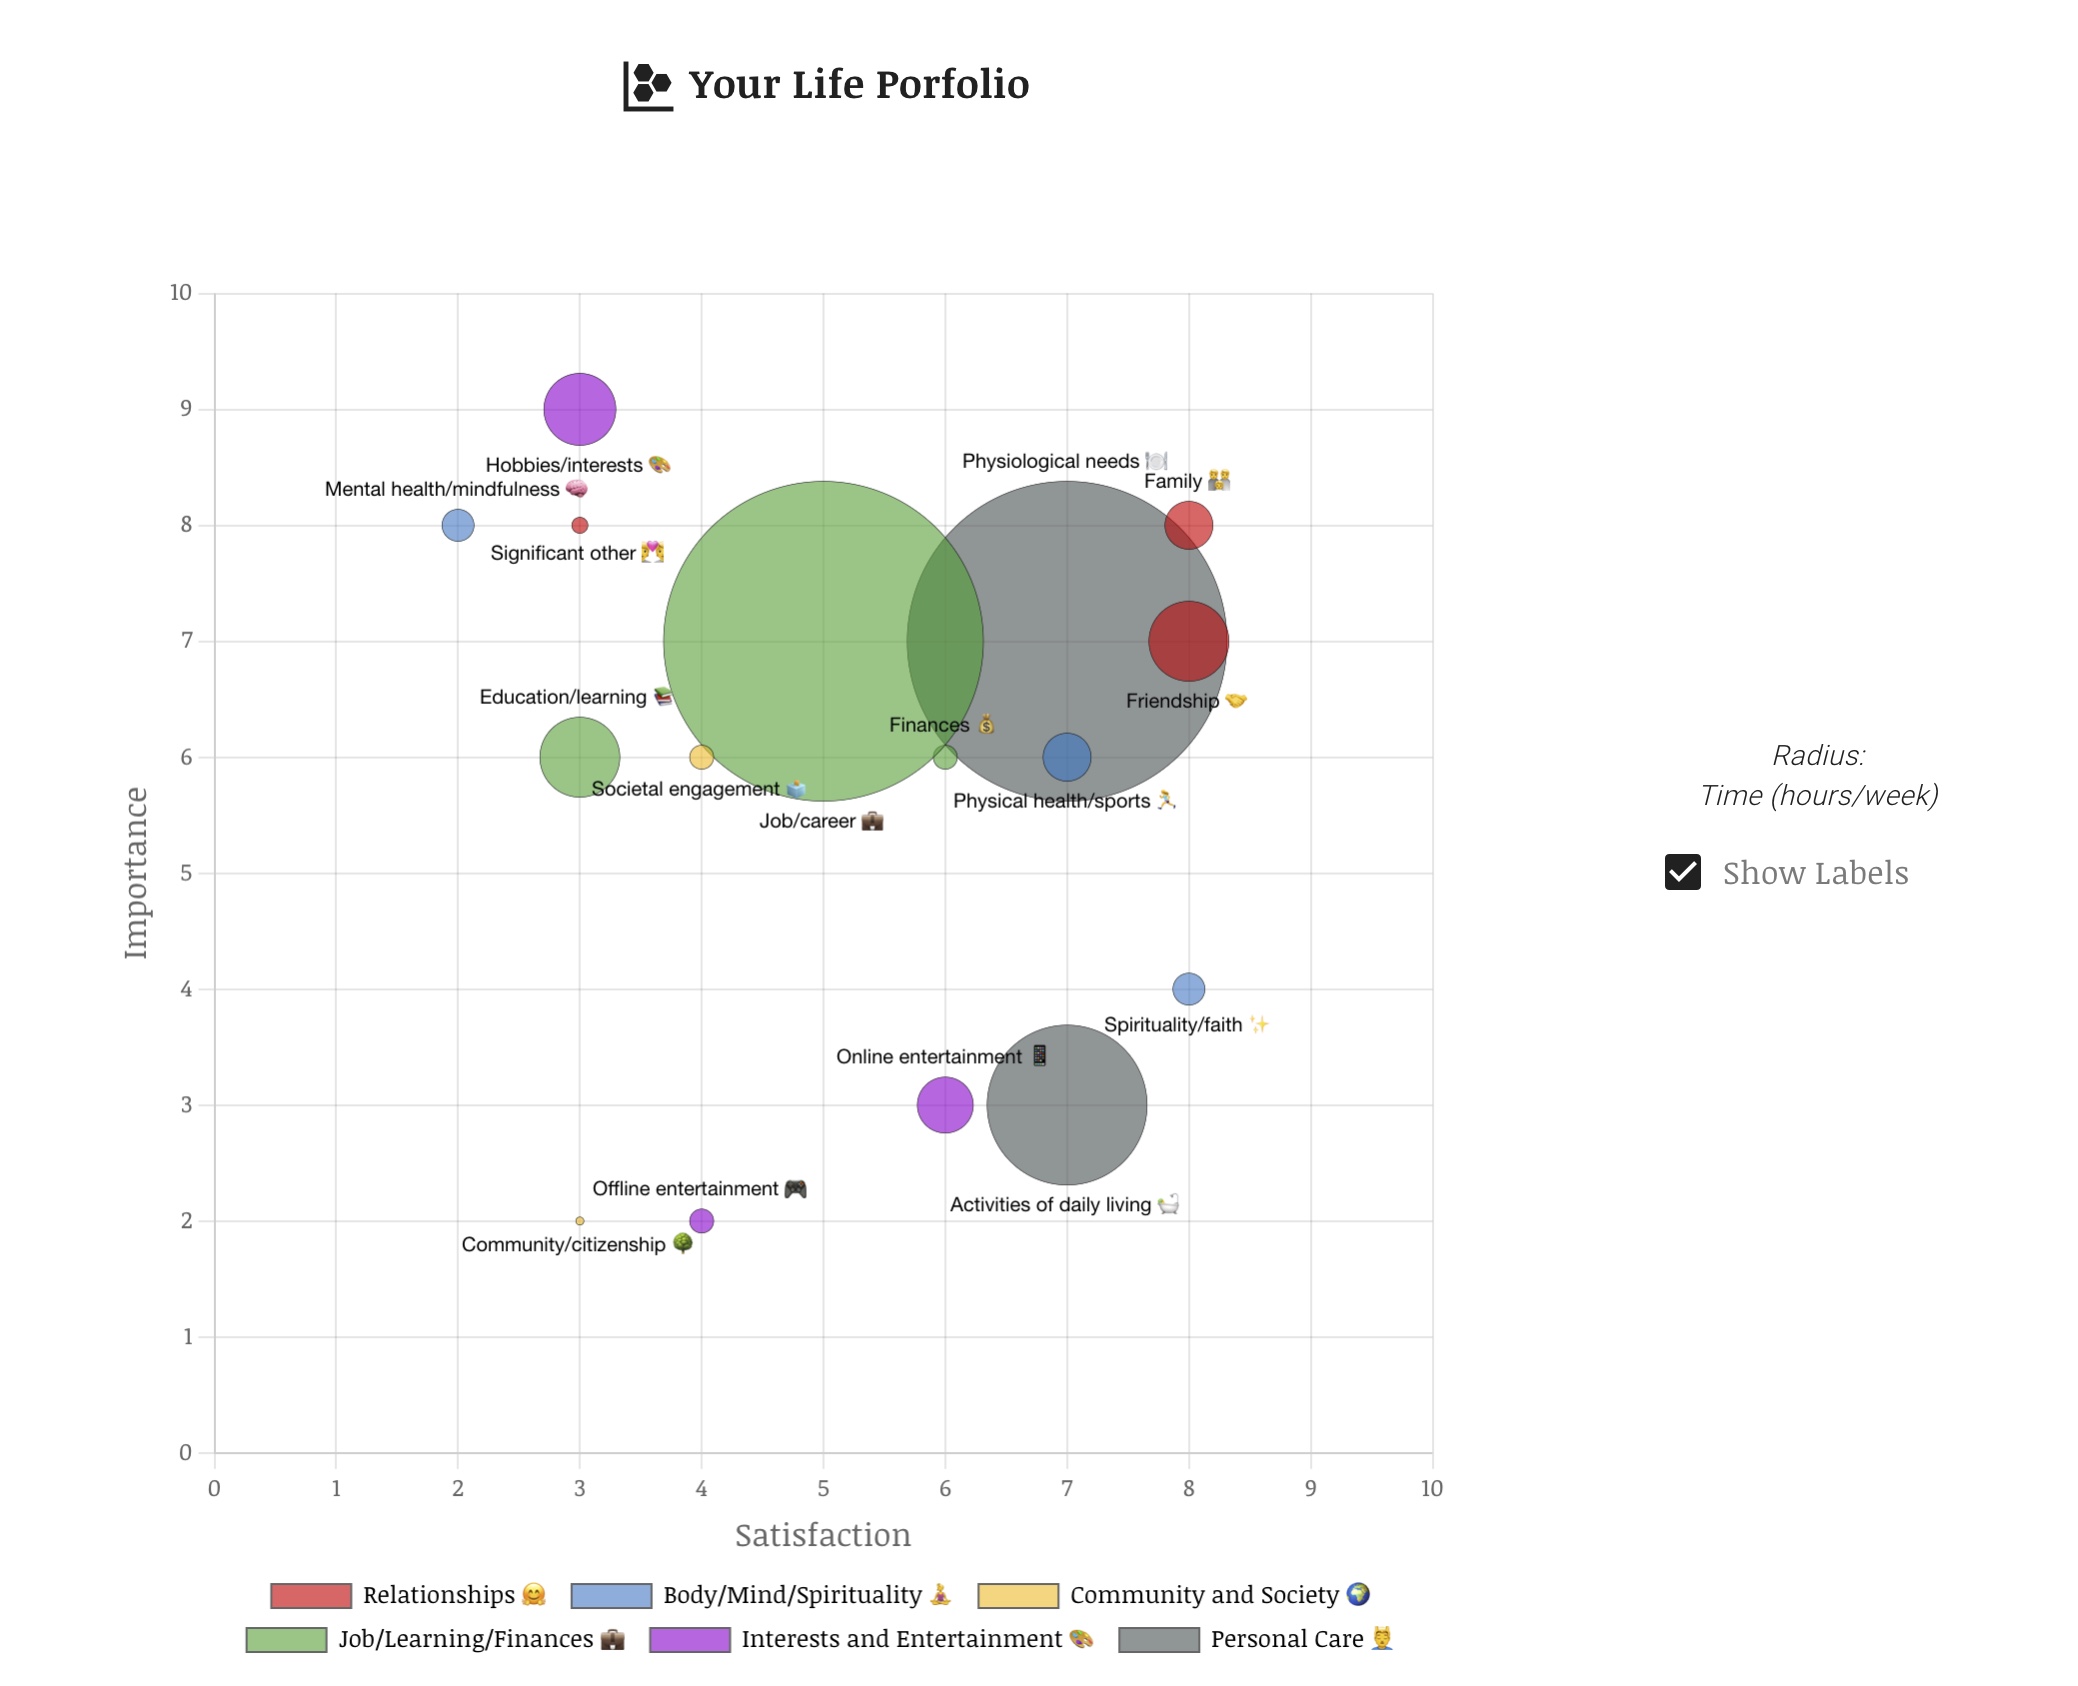 Your Life Porfolio
10
9
Hobbies/interests 🎨
Physiological needs 🍽️
Family 👨‍👩‍👧‍👦
Mental health/mindfulness 🧠
8
Significant other 💏
7
Education/learning 📚
Friendship 🤝
Finances 💰
6
Societal engagement 🗳️
Physical health/sports 🏃
Job/career 💼
5
4
Spirituality/faith ✨
Online entertainment 📱
3
Offline entertainment 🎮
Activities of daily living 🛀
2
Community/citizenship 🌳
1
0
Importance
0 1 2 3 4 5 6 7 8 9 10
Satisfaction
Relationships 🤗 Body/Mind/Spirituality 🧘 Community and Society 🌍
Job/Learning/Finances 💼 Interests and Entertainment 🎨 Personal Care 💆
Radius:
Time (hours/week)
Show Labels